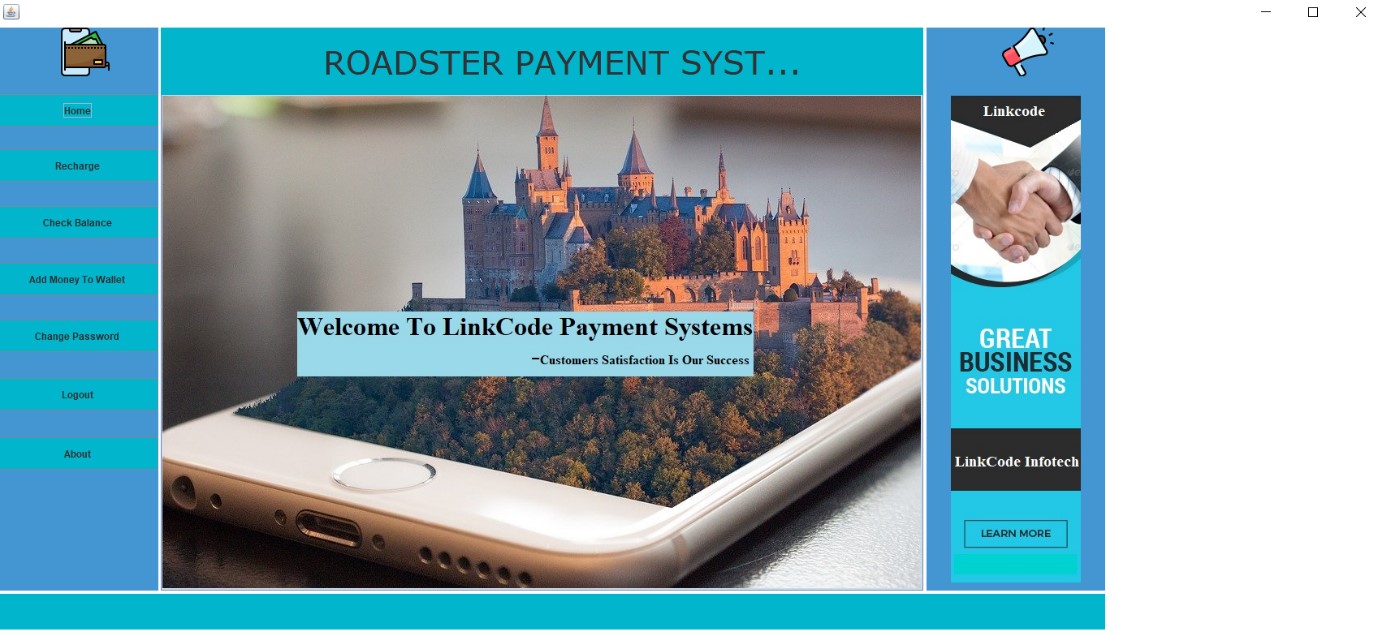 ROADSTER PAYMENT SYST...
Home
Recharge
Check Balance
Add Money To Wallet
Change Password
Logout
About
Welcome To LinkCode Payment Systems
-Customers Satisfaction Is Our Success
Linkcode
GREAT
BUSINESS
SOLUTIONS
LinkCode Infotech
LEARN MORE